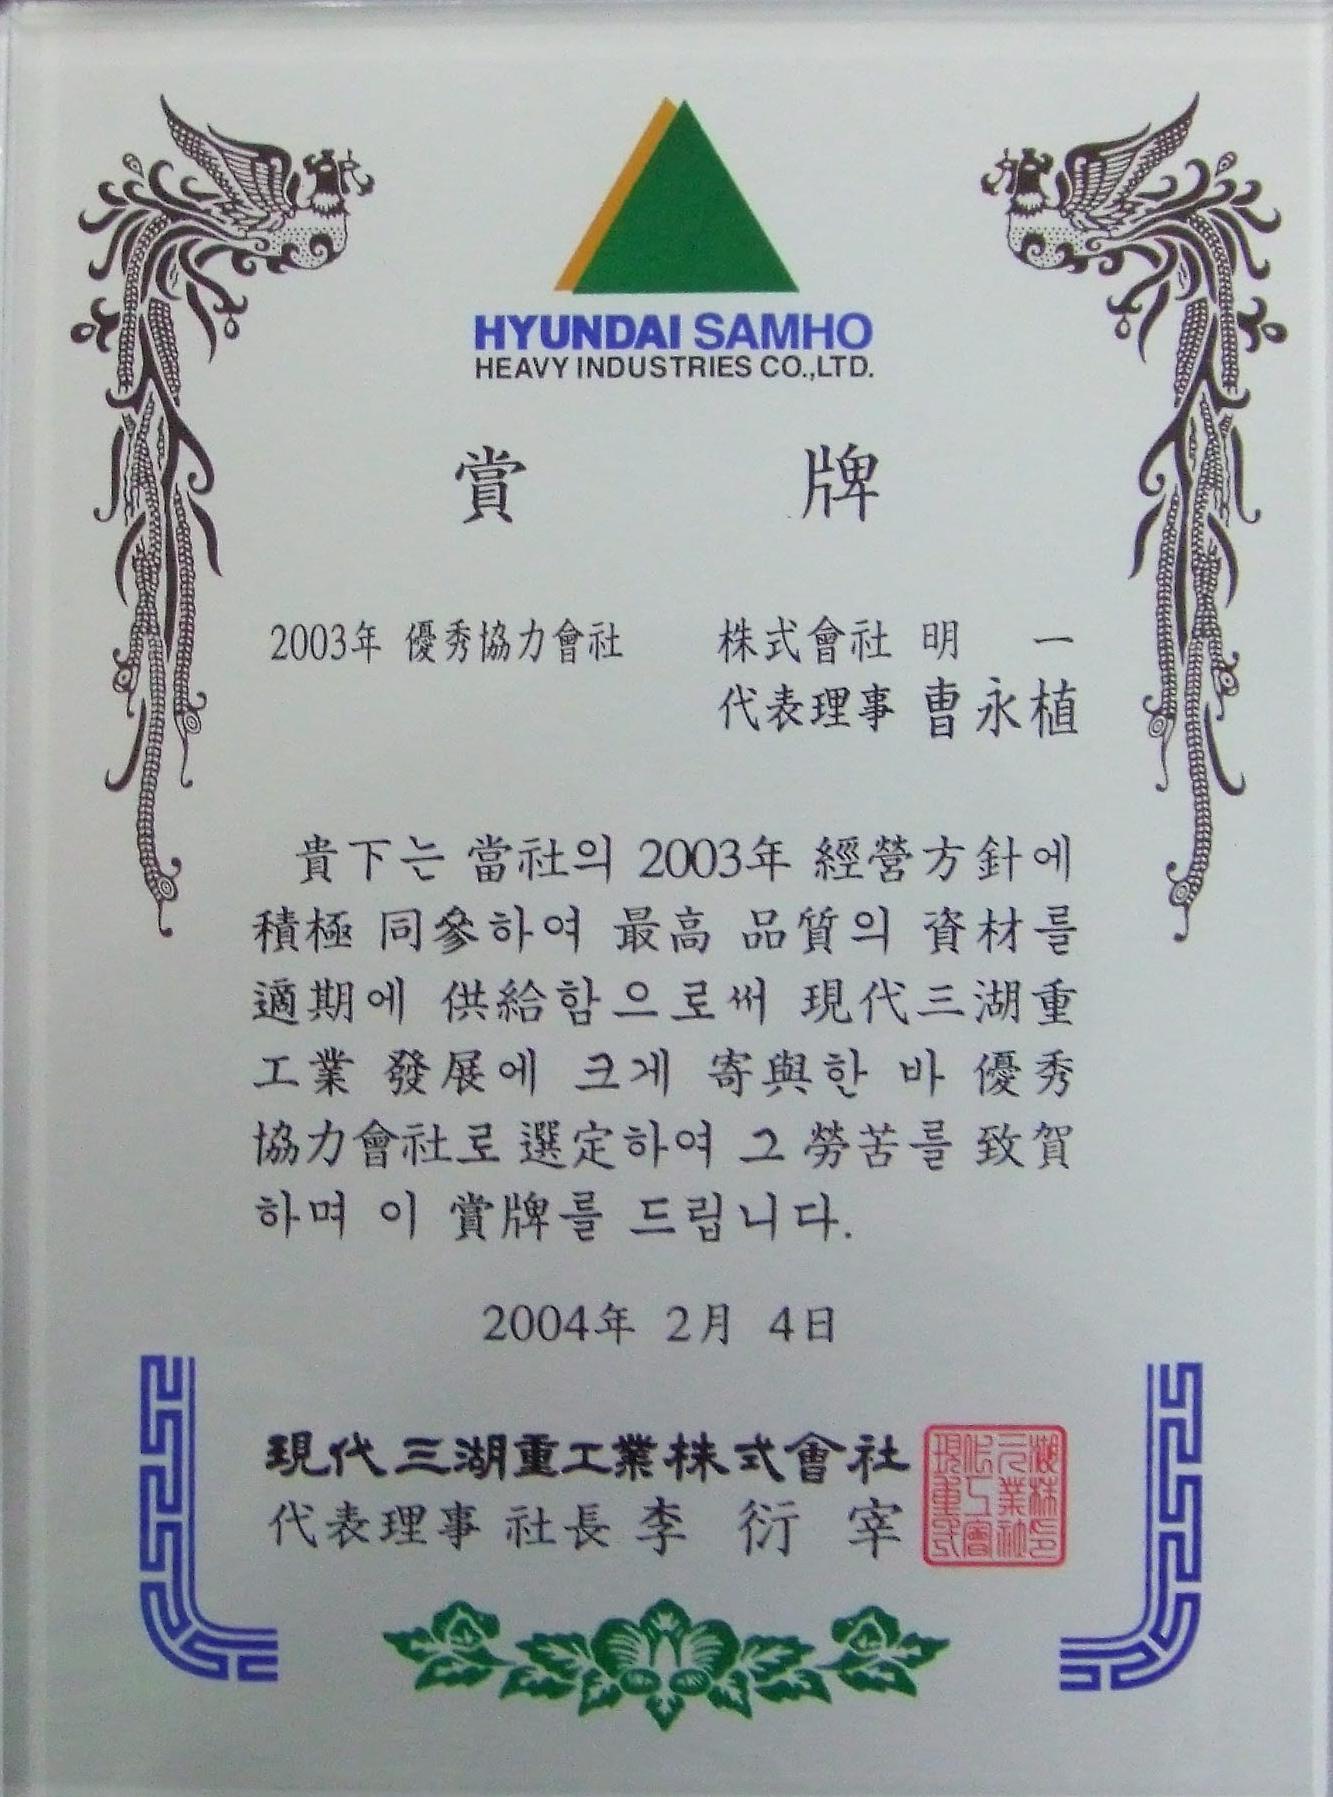 HYUNDAI SAMHO
HEAVY INDUSTRIES CO.,LTD.
賞 牌
2003年 優秀協力會社 株式會社 明 一
代表理事 曺永植
貴下는 當社의 2003年 經營方針에
積極 同參하여 最高 品質의 資材를
適期에 供給함으로써 現代三湖重
工業 發展에 크게 寄與한 바 優秀
協力會社로 選定하여 그 勞苦를 致賀
하며 이 賞牌를 드립니다.
2004年 2月 4日
現代三湖重工業株式會社
代表理事 社長 李 衍 宰